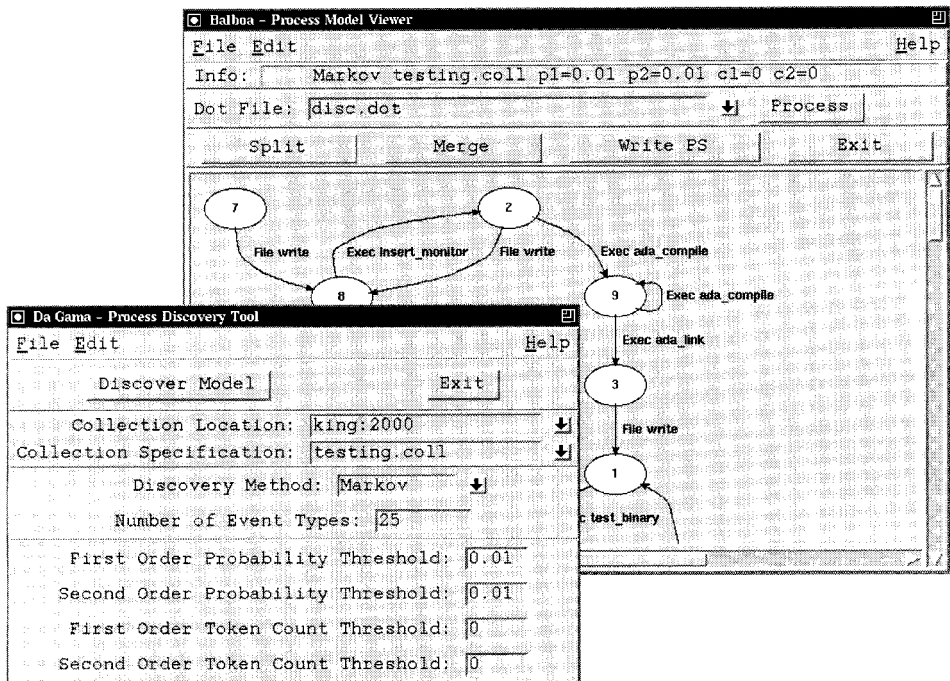 Balboa - Process Model Viewer
File Edit Help
Info: Markov testing.coll p1=0.01 p2=0.01 c1=0 c2=0
Dot File: disc.dot Process
Split Merge Write PS Exit
7 2
File write Exec insert_monitor File write Exec ada_compile
8 9 Exec ada_compile
Exec ada_link
3
File write
1
c test_binary
Da Gama - Process Discovery Tool
File Edit Help
Discover Model Exit
Collection Location: king:2000
Collection Specification: testing.coll
Discovery Method: Markov
Number of Event Types: 25
First Order Probability Threshold: 0.01
Second Order Probability Threshold: 0.01
First Order Token Count Threshold: 0
Second Order Token Count Threshold: 0